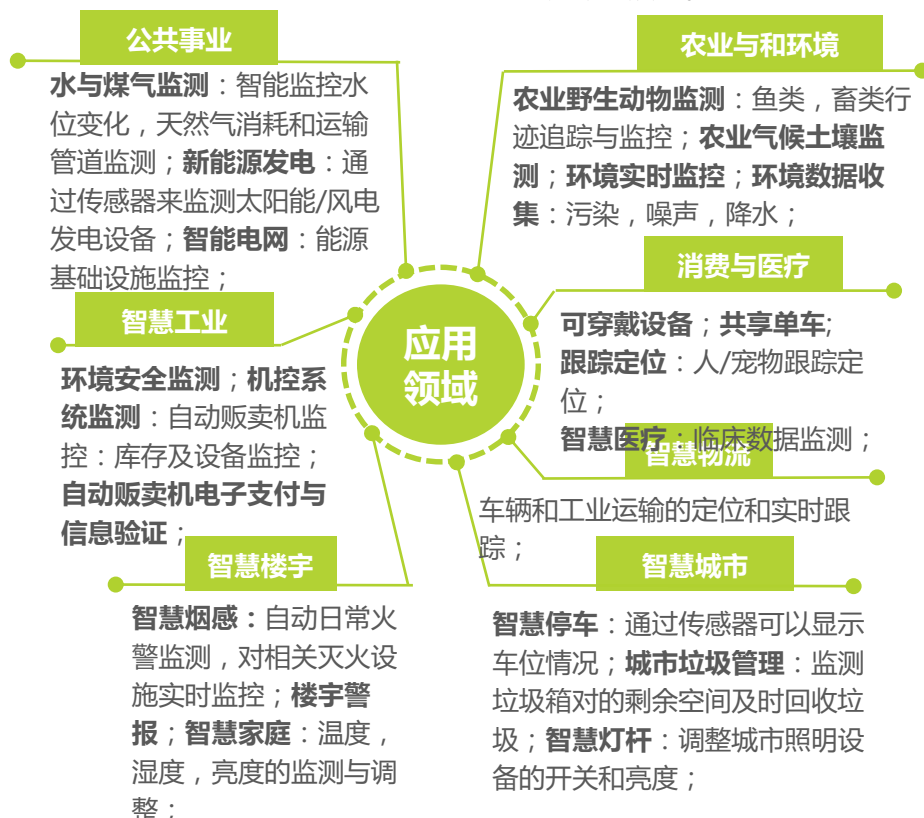 公共事业
水与煤气监测：智能监控水
位变化，天然气消耗和运输
管道监测；新能源发电：通
过传感器来监测太阳能/风电
发电设备；智能电网：能源
基础设施监控；
智慧工业
环境安全监测；机控系
统监测：自动贩卖机监
控：库存及设备监控；
自动贩卖机电子支付与
信息验证；
智慧楼宇
智慧烟感：自动日常火
警监测，对相关灭火设
施实时监控；楼宇警
报；智慧家庭：温度，
湿度，亮度的监测与调
整；
应用
领域
农业与和环境
农业野生动物监测：鱼类，畜类行
迹追踪与监控；农业气候土壤监
测；环境实时监控；环境数据收
集：污染，噪声，降水；
消费与医疗
可穿戴设备；共享单车;
跟踪定位：人/宠物跟踪定
位；
智慧医疗：临床数据监测；
智慧物流
车辆和工业运输的定位和实时跟
踪；
智慧城市
智慧停车：通过传感器可以显示
车位情况；城市垃圾管理：监测
垃圾箱对的剩余空间及时回收垃
圾；智慧灯杆：调整城市照明设
备的开关和亮度；